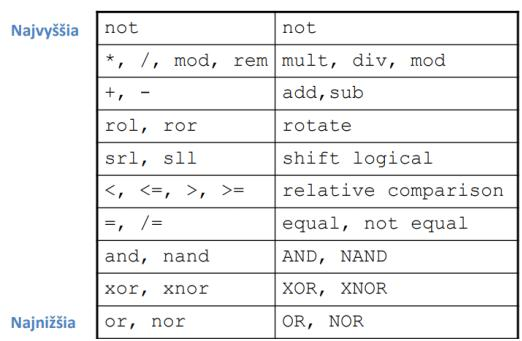 Najvyššia not not
*, /, mod, rem mult, div, mod
+, - add,sub
rol, ror rotate
srl, sll shift logical
<, <=, >, >= relative comparison
=, /= equal, not equal
and, nand AND, NAND
xor, xnor XOR, XNOR
Najnižšia or, nor OR, NOR